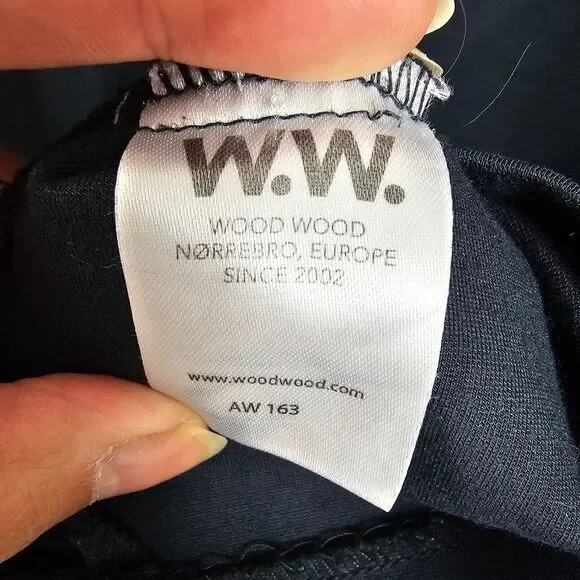 W.W.
WOOD WOOD
NØRREBRO, EUROPE
SINCE 2002
www.woodwood.com
AW 163